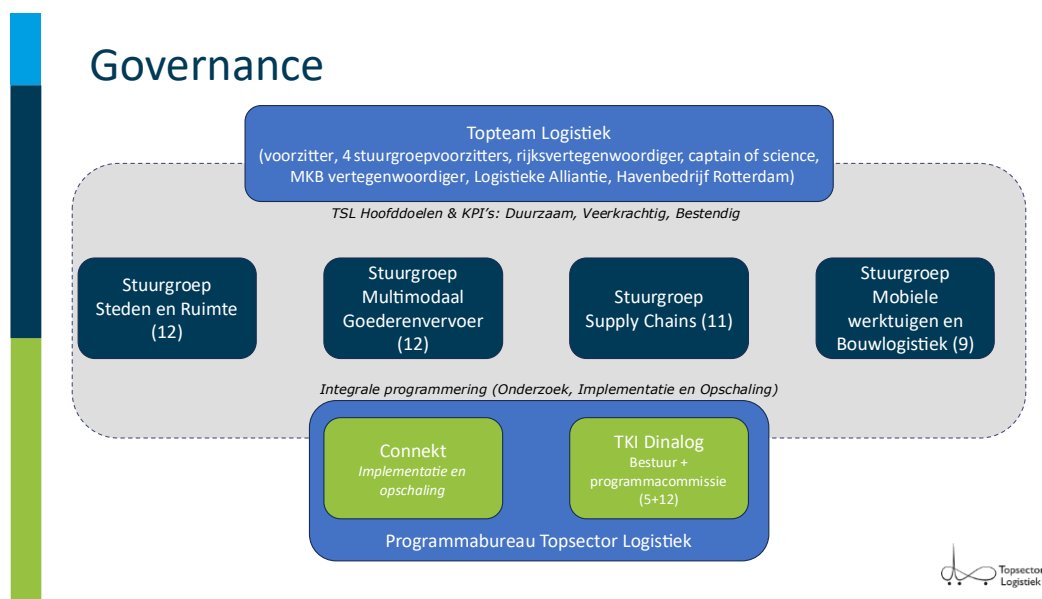 Governance
Topteam Logistiek
(voorzitter, 4 stuurgroepvoorzitters, rijksvertegenwoordiger, captain of science,
MKB vertegenwoordiger, Logistieke Alliantie, Havenbedrijf Rotterdam)
TSL Hoofddoelen & KPI's: Duurzaam, Veerkrachtig, Bestendig
Stuurgroep
Steden en Ruimte
(12)
Stuurgroep
Multimodaal
Goederenvervoer
(12)
Stuurgroep
Supply Chains (11)
Stuurgroep
Mobiele
werktuigen en
Bouwlogistiek (9)
Integrale programmering (Onderzoek, Implementatie en Opschaling)
Connekt
Implementatie en
opschaling
TKI Dinalog
Bestuur +
programmacommissie
(5+12)
Programmabureau Topsector Logistiek
Topsector
Logistiek